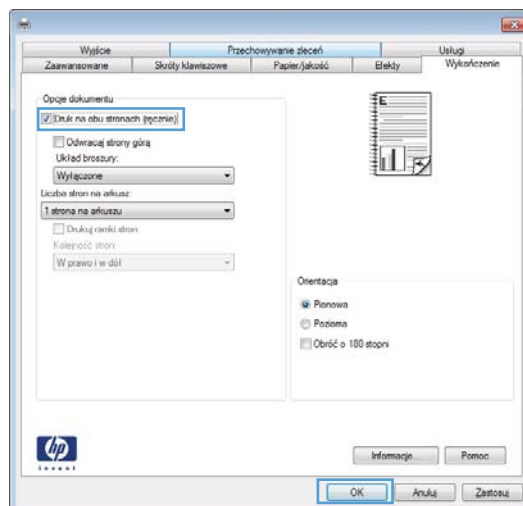 Wyjście Przechowywanie zleceń Usługi
Zaawansowane Skróty klawiszowe Papier/jakość Efekty Wykończenie
Opcje dokumentu
Druk na obu stronach (ręcznie)
Odwracaj strony górą
Układ broszury:
Wyłączone
Liczba stron na arkusz:
1 strona na arkuszu
Drukuj ramki stron
Kolejność stron:
W prawo i w dół
E
Orientacja
Pionowa
Pozioma
Obróć o 180 stopni
hp
invent
Informacje... Pomoc
OK Anuluj Zastosuj